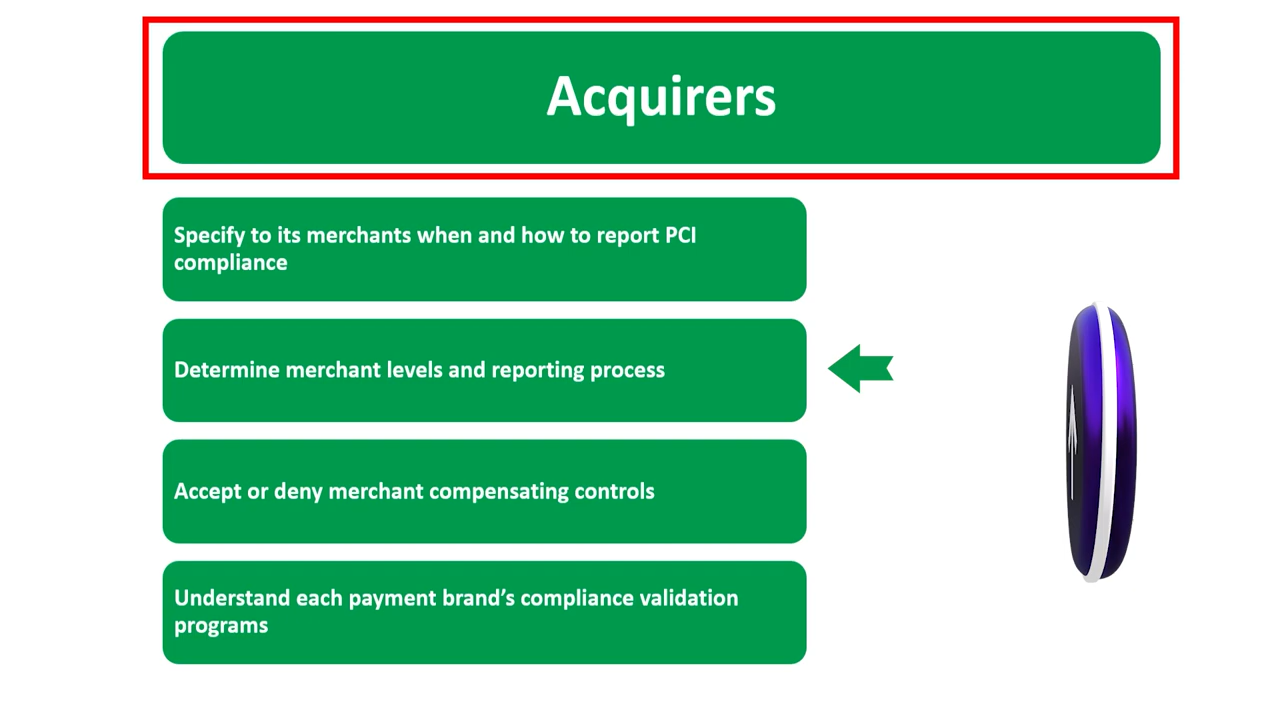 Acquirers
Specify to its merchants when and how to report PCI
compliance
Determine merchant levels and reporting process
Accept or deny merchant compensating controls
Understand each payment brand’s compliance validation
programs